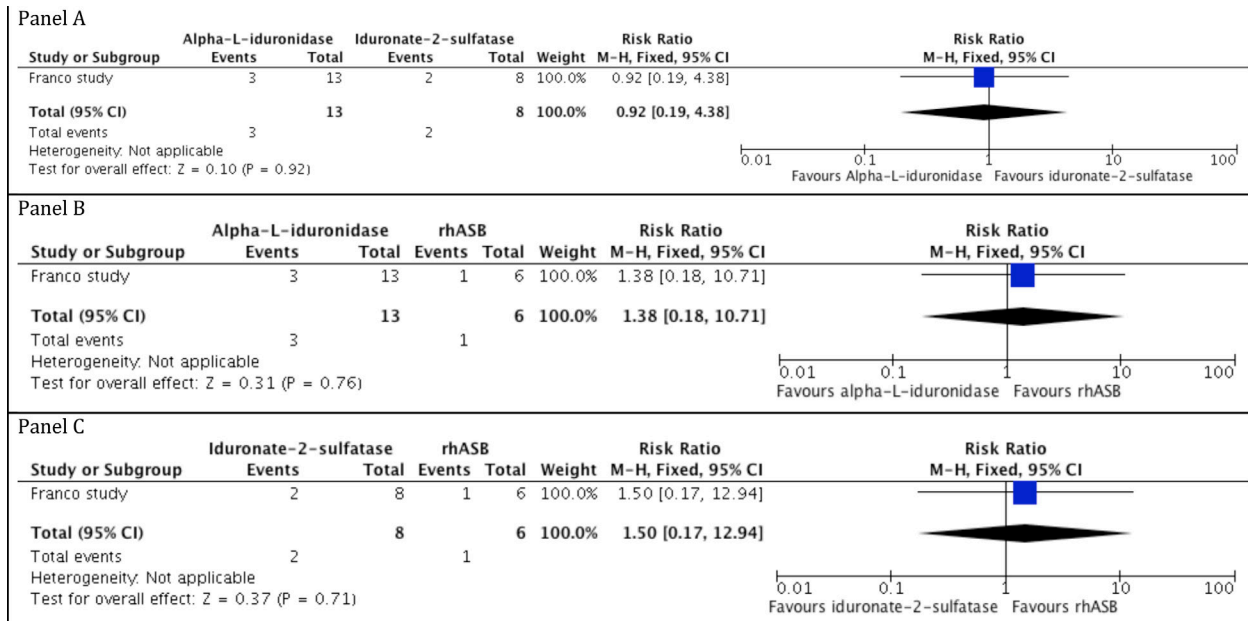 Panel A
Alpha-L-iduronidase Iduronate-2-sulfatase Risk Ratio Risk Ratio
Study or Subgroup Events Total Events Total Weight M-H, Fixed, 95% CI M-H, Fixed, 95% CI
Franco study 3 13 2 8 100.0% 0.92 [0.19, 4.38]
Total (95% CI) 13 8 100.0% 0.92 [0.19, 4.38]
Total events 3 2
Heterogeneity: Not applicable
Test for overall effect: Z = 0.10 (P = 0.92)
0.01 0.1 1 10 100
Favours Alpha-L-iduronidase Favours iduronate-2-sulfatase
Panel B
Alpha-L-iduronidase rhASB Risk Ratio Risk Ratio
Study or Subgroup Events Total Events Total Weight M-H, Fixed, 95% CI M-H, Fixed, 95% CI
Franco study 3 13 1 6 100.0% 1.38 [0.18, 10.71]
Total (95% CI) 13 6 100.0% 1.38 [0.18, 10.71]
Total events 3 1
Heterogeneity: Not applicable
Test for overall effect: Z = 0.31 (P = 0.76)
0.01 0.1 1 10 100
Favours alpha-L-iduronidase Favours rhASB
Panel C
Iduronate-2-sulfatase rhASB Risk Ratio Risk Ratio
Study or Subgroup Events Total Events Total Weight M-H, Fixed, 95% CI M-H, Fixed, 95% CI
Franco study 2 8 1 6 100.0% 1.50 [0.17, 12.94]
Total (95% CI) 8 6 100.0% 1.50 [0.17, 12.94]
Total events 2 1
Heterogeneity: Not applicable
Test for overall effect: Z = 0.37 (P = 0.71)
0.01 0.1 1 10 100
Favours iduronate-2-sulfatase Favours rhASB